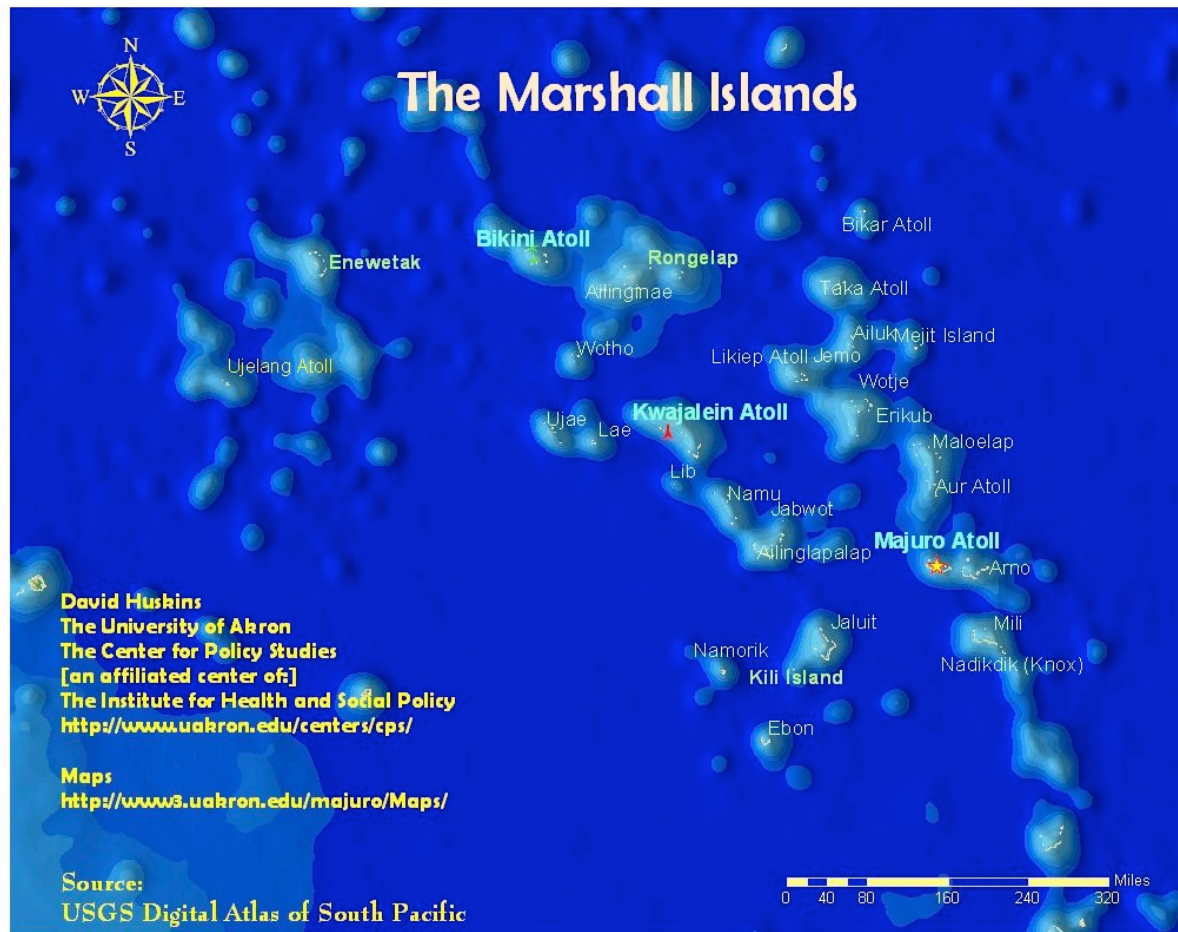 N
The Marshall Islands
W
E
S
Bikar Atoll
Bikini Atoll
Enewetak
Rongelap
Ailinginae
Taka Atoll
Ailuk
Mejit Island
Wotho
Likiep Atoll
Jemo
Ujelang Atoll
Wotje
Kwajalein Atoll
Ujae
Erikub
Lae
Maloelap
Lib
Aur Atoll
Namu
Jabwot
Majuro Atoll
Ailinglapalap
Arno
David Huskins
The University of Akron
The Center for Policy Studies
[an affiliated center of:]
The Institute for Health and Social Policy
http://www.uakron.edu/centers/cps/
Jaluit
Mili
Namorik
Nadikdik (Knox)
Kili Island
Ebon
Maps
http://www3.uakron.edu/majuro/Maps/
Source:
USGS Digital Atlas of South Pacific
Miles
0 40 80 160 240 320